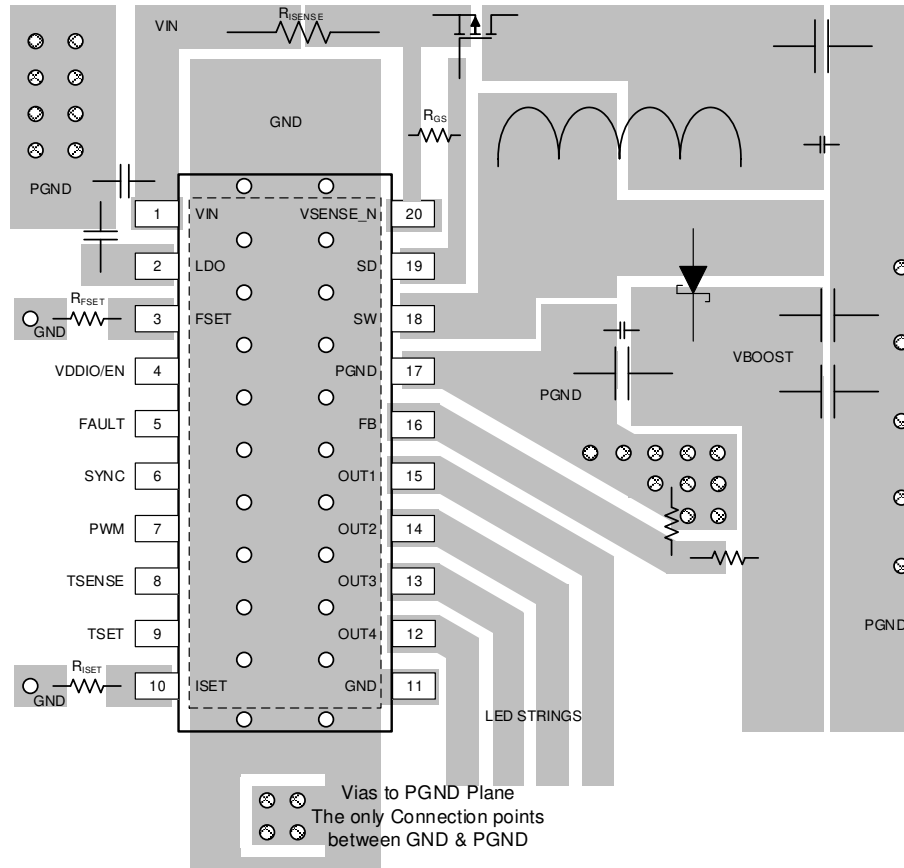 VIN
RISENSE
RGS
GND
PGND
1 VIN VSENSE_N 20
2 LDO SD 19
RFSET
GND
3 FSET SW 18
VDDIO/EN 4 PGND 17
VBOOST
PGND
FAULT 5 FB 16
SYNC 6 OUT1 15
PWM 7 OUT2 14
TSENSE 8 OUT3 13
TSET 9 OUT4 12
PGND
RISET
GND
10 ISET GND 11
LED STRINGS
Vias to PGND Plane
The only Connection points
between GND & PGND